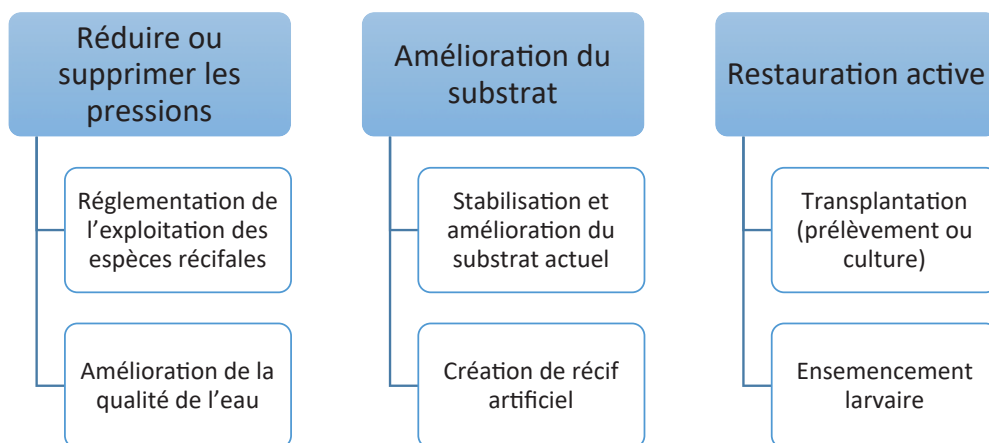 Réduire ou
supprimer les
pressions
Réglementation de
l'exploitation des
espèces récifales
Amélioration de la
qualité de l'eau
Amélioration du
substrat
Stabilisation et
amélioration du
substrat actuel
Création de récif
artificiel
Restauration active
Transplantation
(prélèvement ou
culture)
Ensemencement
larvaire